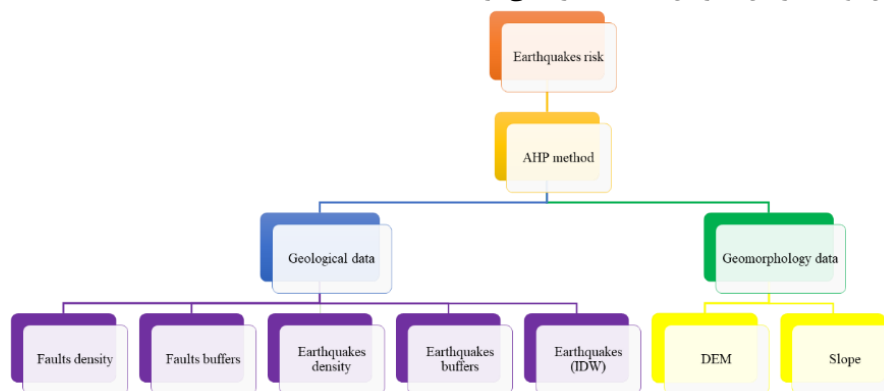 Earthquakes risk
AHP method
Geological data
Geomorphology data
Faults density
Faults buffers
Earthquakes
density
Earthquakes
buffers
Earthquakes
(IDW)
DEM
Slope